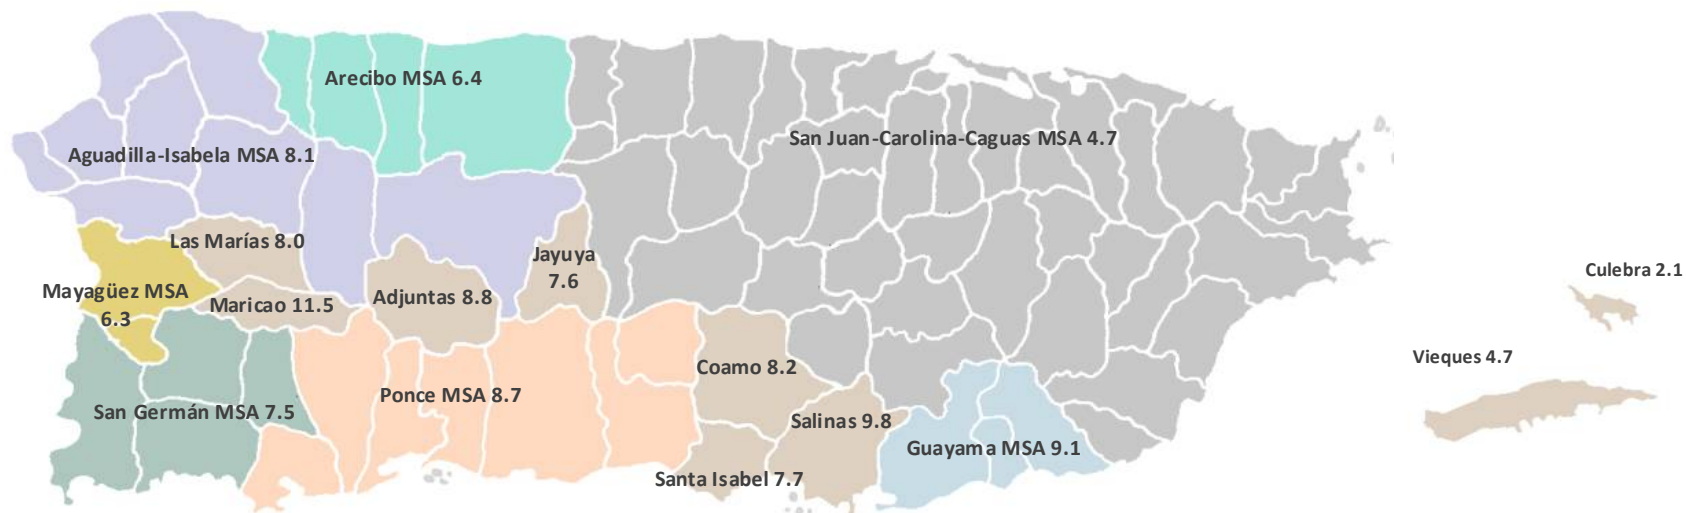 Arecibo MSA 6.4
San Juan-Carolina-Caguas MSA 4.7
Aguadilla-Isabela MSA 8.1
Las Marías 8.0
Jayuya
7.6
Culebra 2.1
Mayagüez MSA
6.3
Maricao 11.5
Adjuntas 8.8
Vieques 4.7
Coamo 8.2
Ponce MSA 8.7
San Germán MSA 7.5
Salinas 9.8
Guayama MSA 9.1
Santa Isabel 7.7